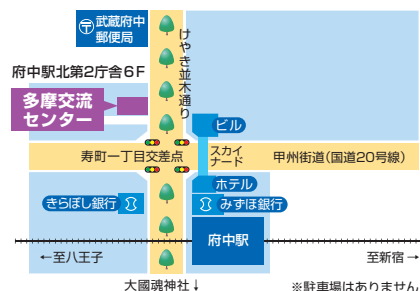 武蔵府中
郵便局
けやき並木通り
府中駅北第2庁舎6F
多摩交流
センター
ビル
スカイ
ナード
寿町一丁目交差点
甲州街道(国道20号線)
ホテル
きらぼし銀行
みずほ銀行
府中駅
←至八王子
至新宿→
大國魂神社↓
※駐車場はありません